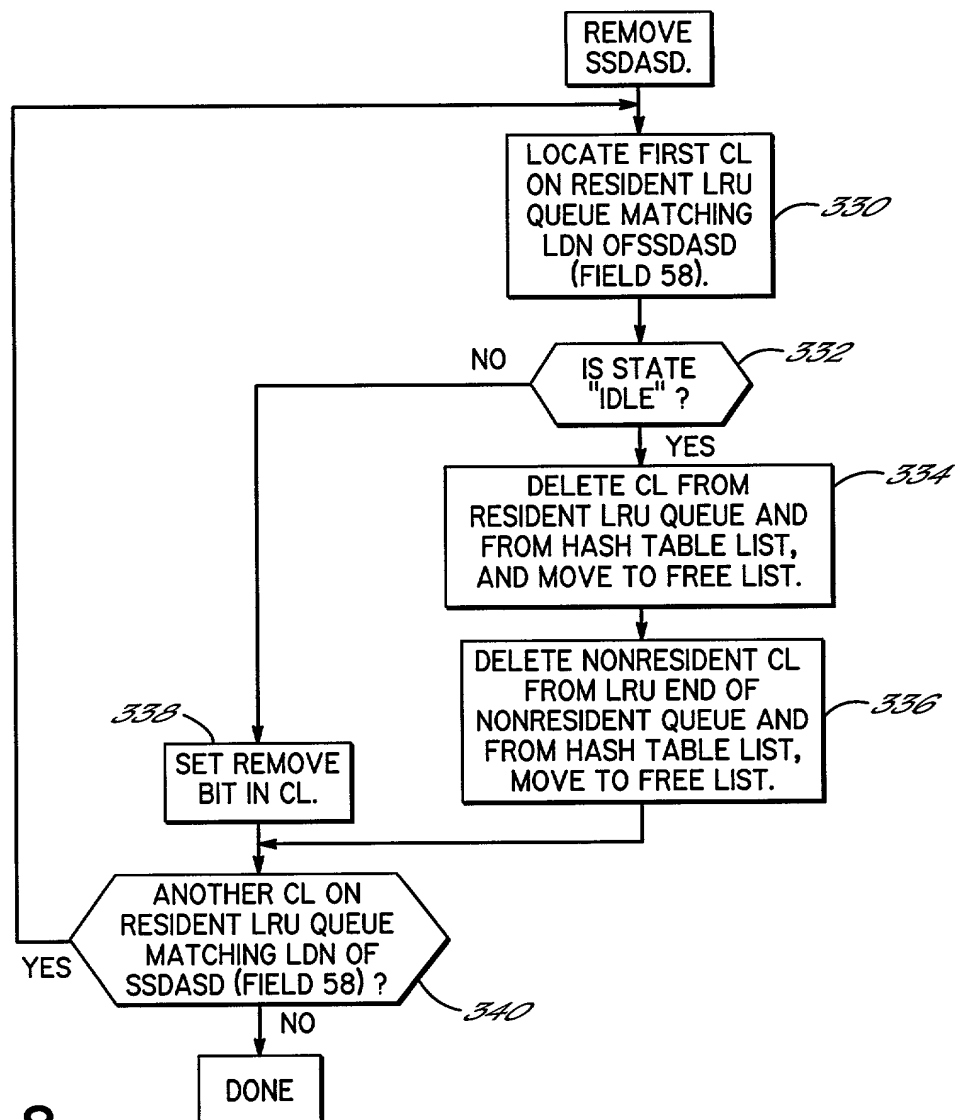 REMOVE
SSDASD.
LOCATE FIRST CL
ON RESIDENT LRU
QUEUE MATCHING
LDN OFSSDASD
(FIELD 58).
330
IS STATE
"IDLE" ?
332
NO
YES
DELETE CL FROM
RESIDENT LRU QUEUE AND
FROM HASH TABLE LIST,
AND MOVE TO FREE LIST.
334
DELETE NONRESIDENT CL
FROM LRU END OF
NONRESIDENT QUEUE AND
FROM HASH TABLE LIST,
MOVE TO FREE LIST.
336
338
SET REMOVE
BIT IN CL.
ANOTHER CL ON
RESIDENT LRU QUEUE
MATCHING LDN OF
SSDASD (FIELD 58) ?
340
YES
NO
DONE